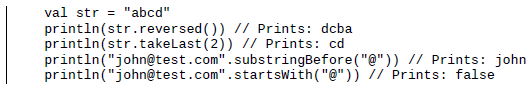 val str = "abcd"
println(str.reversed()) // Prints: dcba
println(str.takeLast(2)) // Prints: cd
println("john@test.com".substringBefore("@")) // Prints: john
println("john@test.com".startsWith("@")) // Prints: false